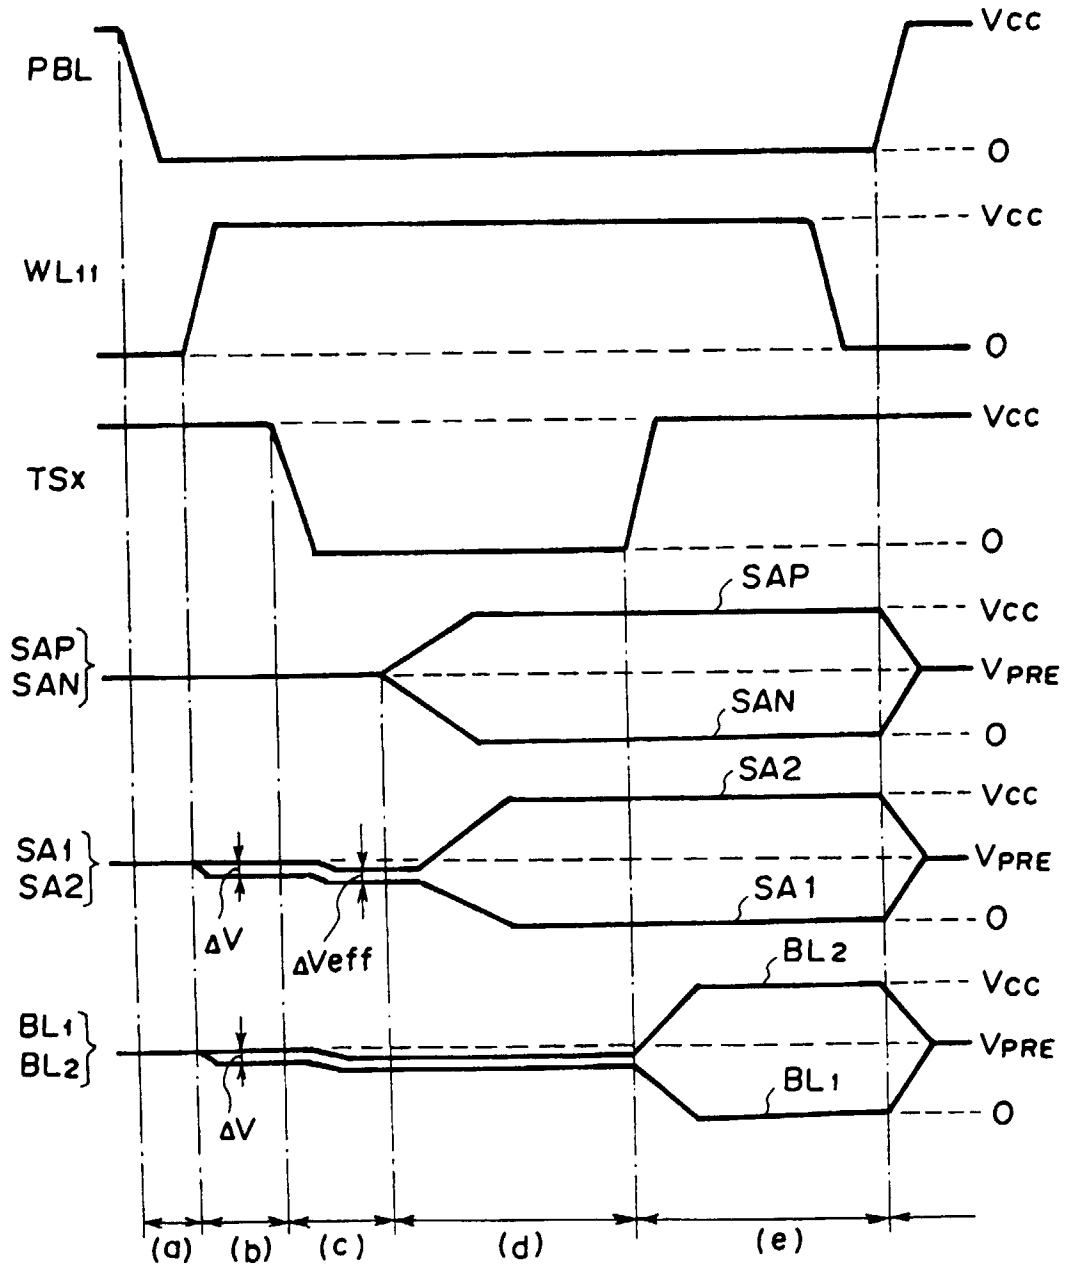 PBL
Vcc
0
WL11
Vcc
0
TSx
Vcc
0
SAP
SAN
SAP
SAN
Vcc
VPRE
0
SA1
SA2
ΔV
ΔVeff
SA2
SA1
Vcc
VPRE
0
BL1
BL2
ΔV
BL2
BL1
Vcc
VPRE
0
(a) (b) (c) (d) (e)